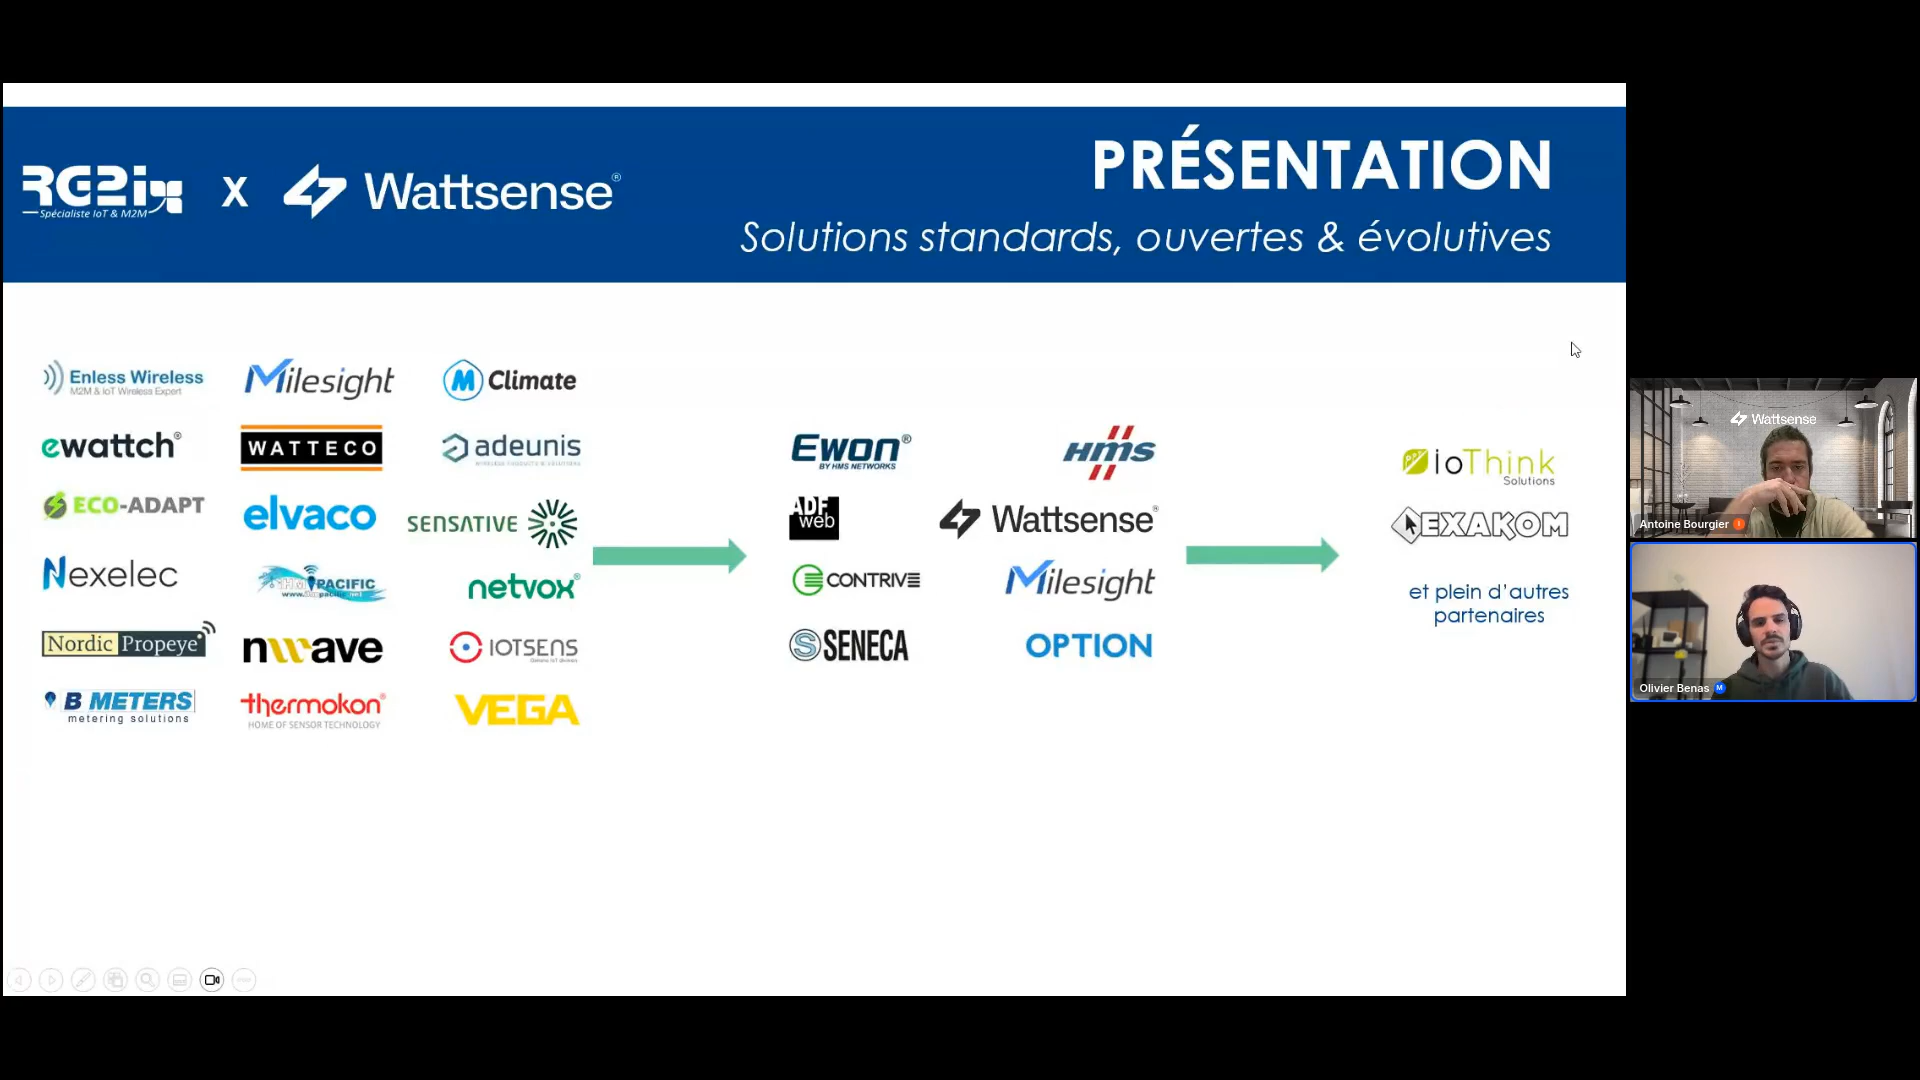 RG2i
Spécialiste IoT & M2M
X
Wattsense®
PRÉSENTATION
Solutions standards, ouvertes & évolutives
Enless Wireless
M2M & IoT Wireless Expert
Milesight
M Climate
ewattch®
WATTECO
adeunis
ECO-ADAPT
elvaco
SENSATIVE
Nexelec
PACIFIC
netvox®
Nordic Propeye
nwave
IOTSENS
B METERS
metering solutions
thermokon®
HOME OF SENSOR TECHNOLOGY
VEGA
Ewon®
BY HMS NETWORKS
hms
ADF
web
Wattsense®
CONTRIVE
Milesight
SENECA
OPTION
ioThink
Solutions
EXAKOM
et plein d'autres
partenaires
Wattsense
Antoine Bourgier
Olivier Benas M